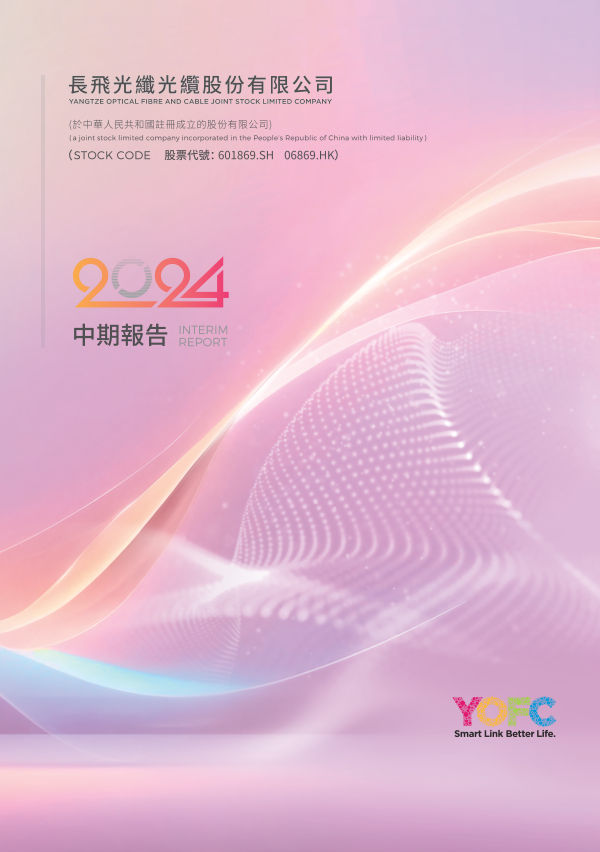 長飛光纖光纜股份有限公司
YANGTZE OPTICAL FIBRE AND CABLE JOINT STOCK LIMITED COMPANY
(於中華人民共和國註冊成立的股份有限公司)
(a joint stock limited company incorporated in the People's Republic of China with limited liability)
(STOCK CODE 股票代號：601869.SH 06869.HK)
2024
中期報告 INTERIM REPORT
YOFC
Smart Link Better Life.